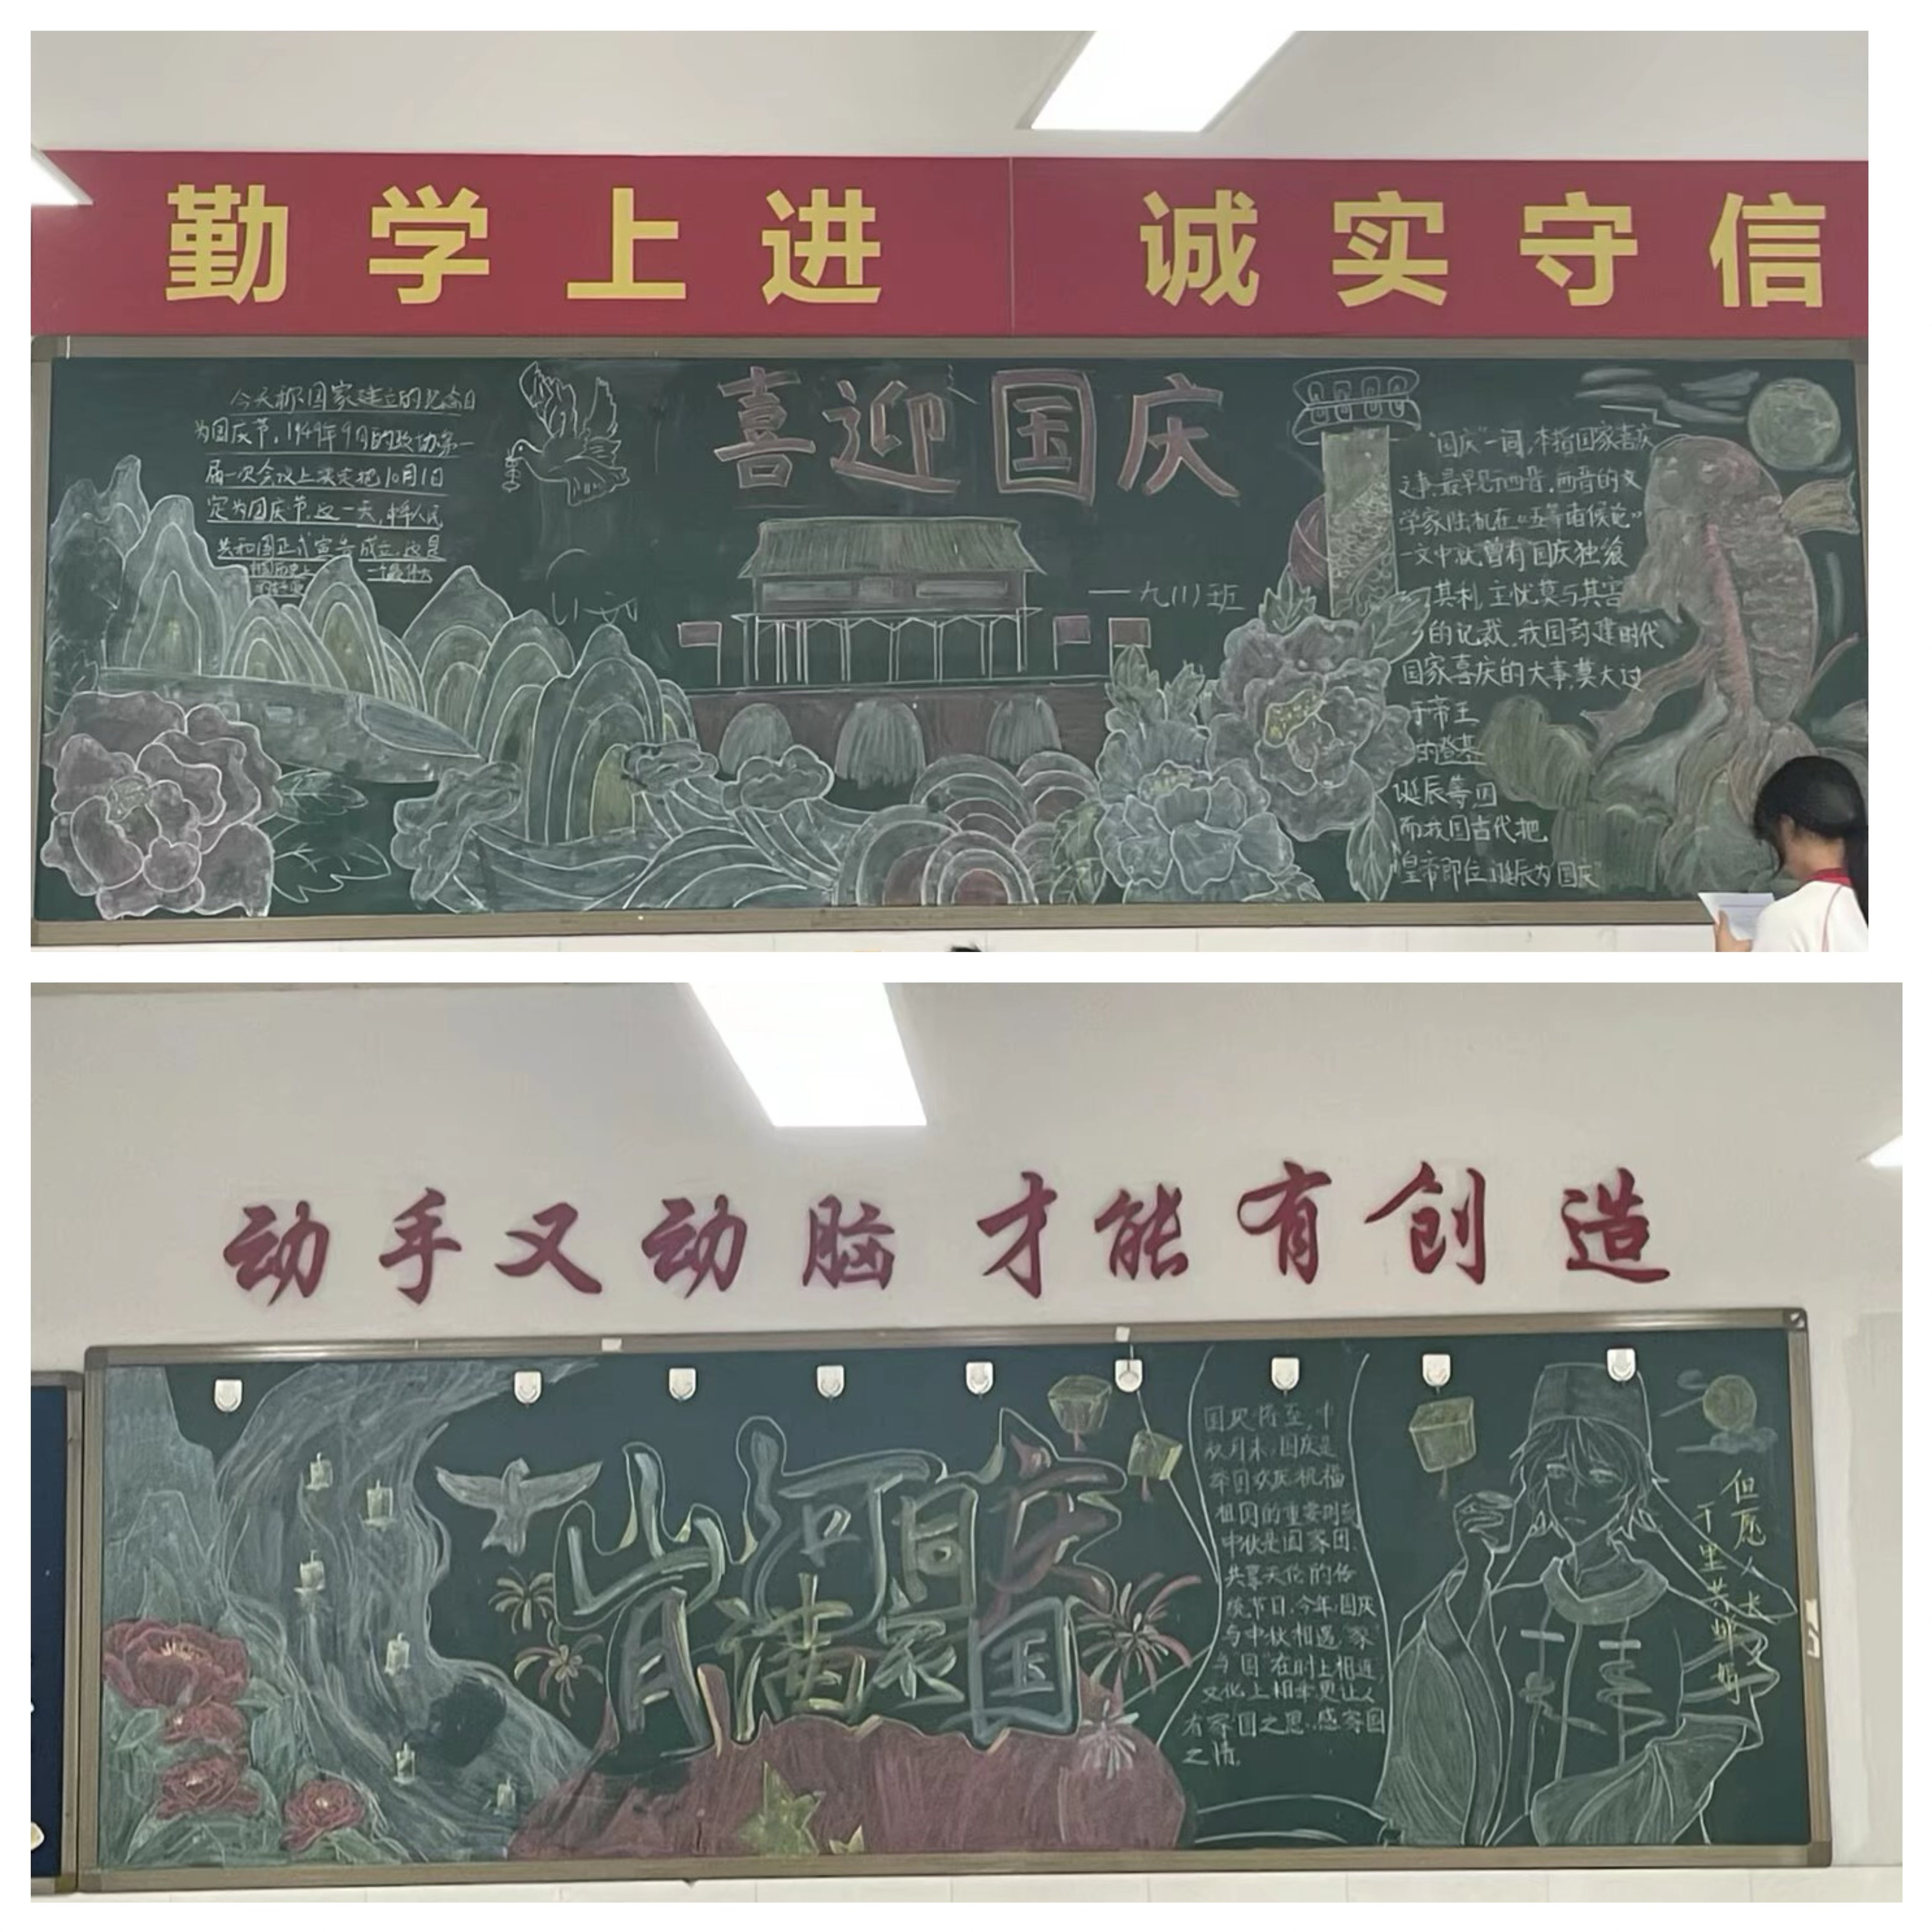 勤学上进 诚实守信
喜迎国庆
今天称国家建立的纪念日
为国庆节,1949年9月的政协第一
届一次会议上决定把10月1日
定为国庆节,这一天,中华人民
共和国正式宣告成立,这是
一九(1)班
"国庆"一词,本指国家喜庆
之事,最早见于西晋,西晋的文
学家陆机在《五等诸侯论》
一文中就曾有国庆独飨
其利,主忧莫与其害
的记载,我国封建时代
国家喜庆的大事,莫大过
于帝王
的登基
诞辰等,因
而我国古代把
皇帝即位、诞辰为"国庆"
动手又动脑 才能有创造
山河同庆
月满家国
国庆将至,中
秋月来,国庆是
举国欢庆,祝福
祖国的重要时刻
中秋是国家团
共享天伦的传
统节日,今年,国庆
与中秋相遇,"家"
与"国"在时上相连
文化上相牵,更让人
有家国之思,感家国
之情。
但愿人长久
千里共婵娟